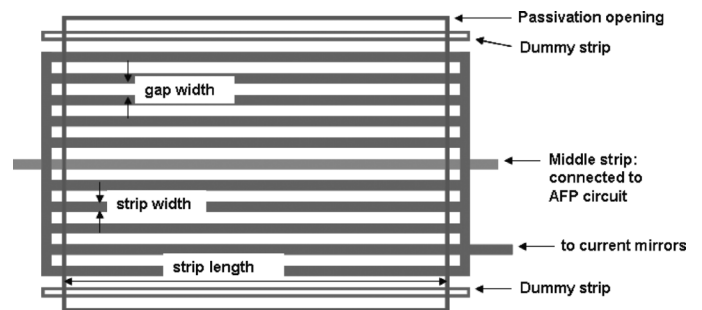 Passivation opening
Dummy strip
gap width
Middle strip:
connected to
AFP circuit
strip width
to current mirrors
strip length
Dummy strip